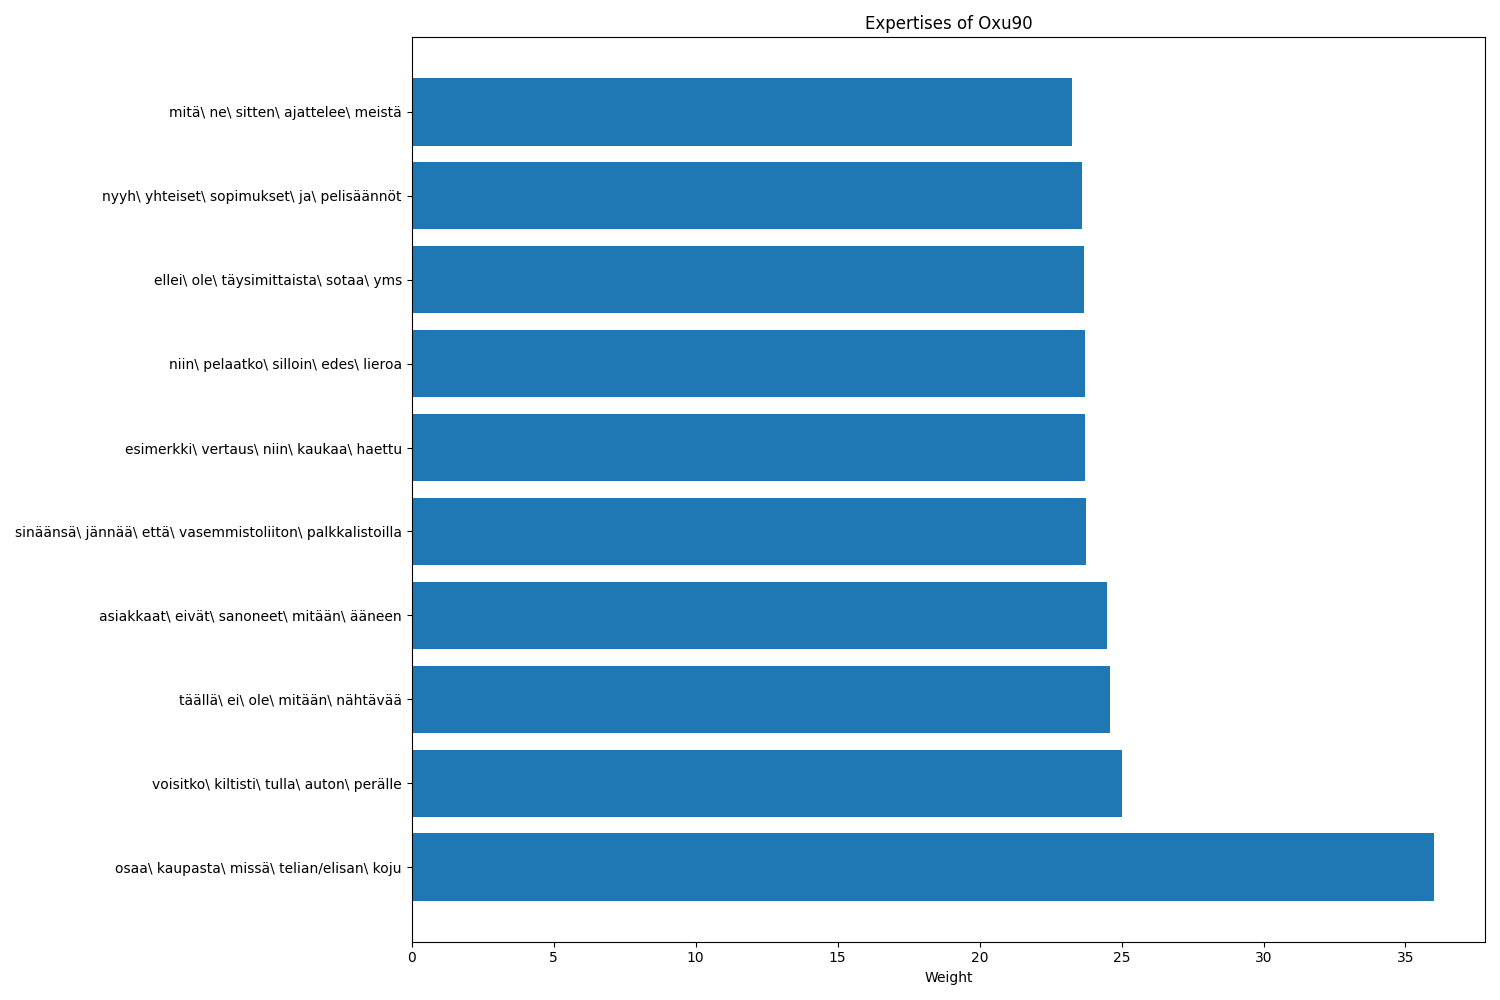 Expertises of Oxu90
mitä\ ne\ sitten\ ajattelee\ meistä
nyyh\ yhteiset\ sopimukset\ ja\ pelisäännöt
ellei\ ole\ täysimittaista\ sotaa\ yms
niin\ pelaatko\ silloin\ edes\ lieroa
esimerkki\ vertaus\ niin\ kaukaa\ haettu
sinäänsä\ jännää\ että\ vasemmistoliiton\ palkkalistoilla
asiakkaat\ eivät\ sanoneet\ mitään\ ääneen
täällä\ ei\ ole\ mitään\ nähtävää
voisitko\ kiltisti\ tulla\ auton\ perälle
osaa\ kaupasta\ missä\ telian/elisan\ koju
0 5 10 15 20 25 30 35
Weight